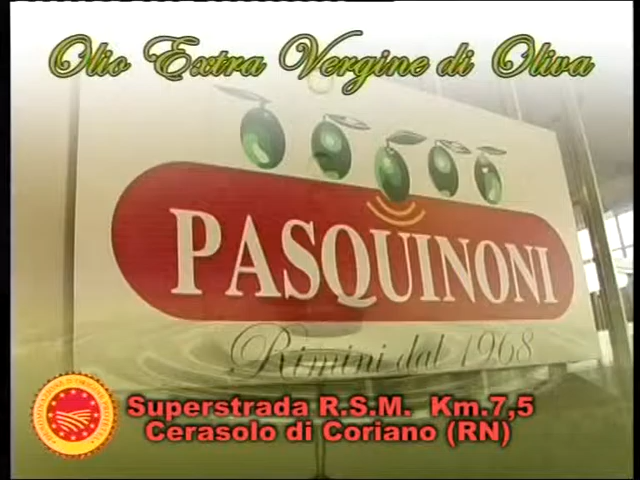 Olio Extra Vergine di Oliva
PASQUINONI
Rimini dal 1968
Superstrada R.S.M. Km.7,5
Cerasolo di Coriano (RN)